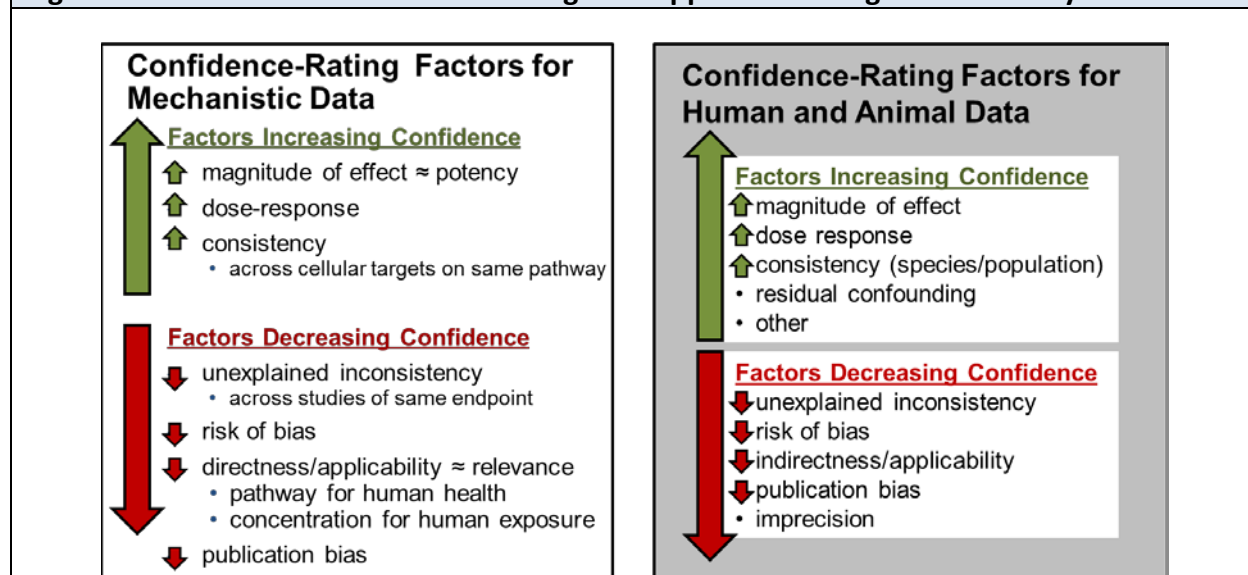 Confidence-Rating Factors for
Mechanistic Data
Factors Increasing Confidence
magnitude of effect ≈ potency
dose-response
consistency
• across cellular targets on same pathway
Factors Decreasing Confidence
unexplained inconsistency
• across studies of same endpoint
risk of bias
directness/applicability ≈ relevance
• pathway for human health
• concentration for human exposure
publication bias
Confidence-Rating Factors for
Human and Animal Data
Factors Increasing Confidence
magnitude of effect
dose response
consistency (species/population)
• residual confounding
• other
Factors Decreasing Confidence
unexplained inconsistency
risk of bias
indirectness/applicability
publication bias
• imprecision